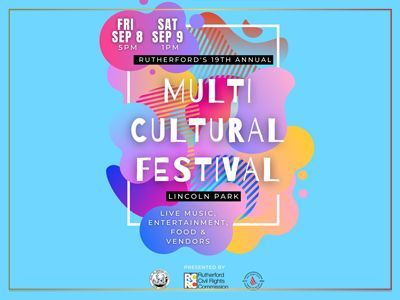 FRI SAT
SEP 8 SEP 9
5PM 1PM
RUTHERFORD'S 19TH ANNUAL
MULTI
CULTURAL
FESTIVAL
LINCOLN PARK
LIVE MUSIC,
ENTERTAINMENT,
FOOD &
VENDORS
PRESENTED BY
Rutherford
Civil Rights
Commission